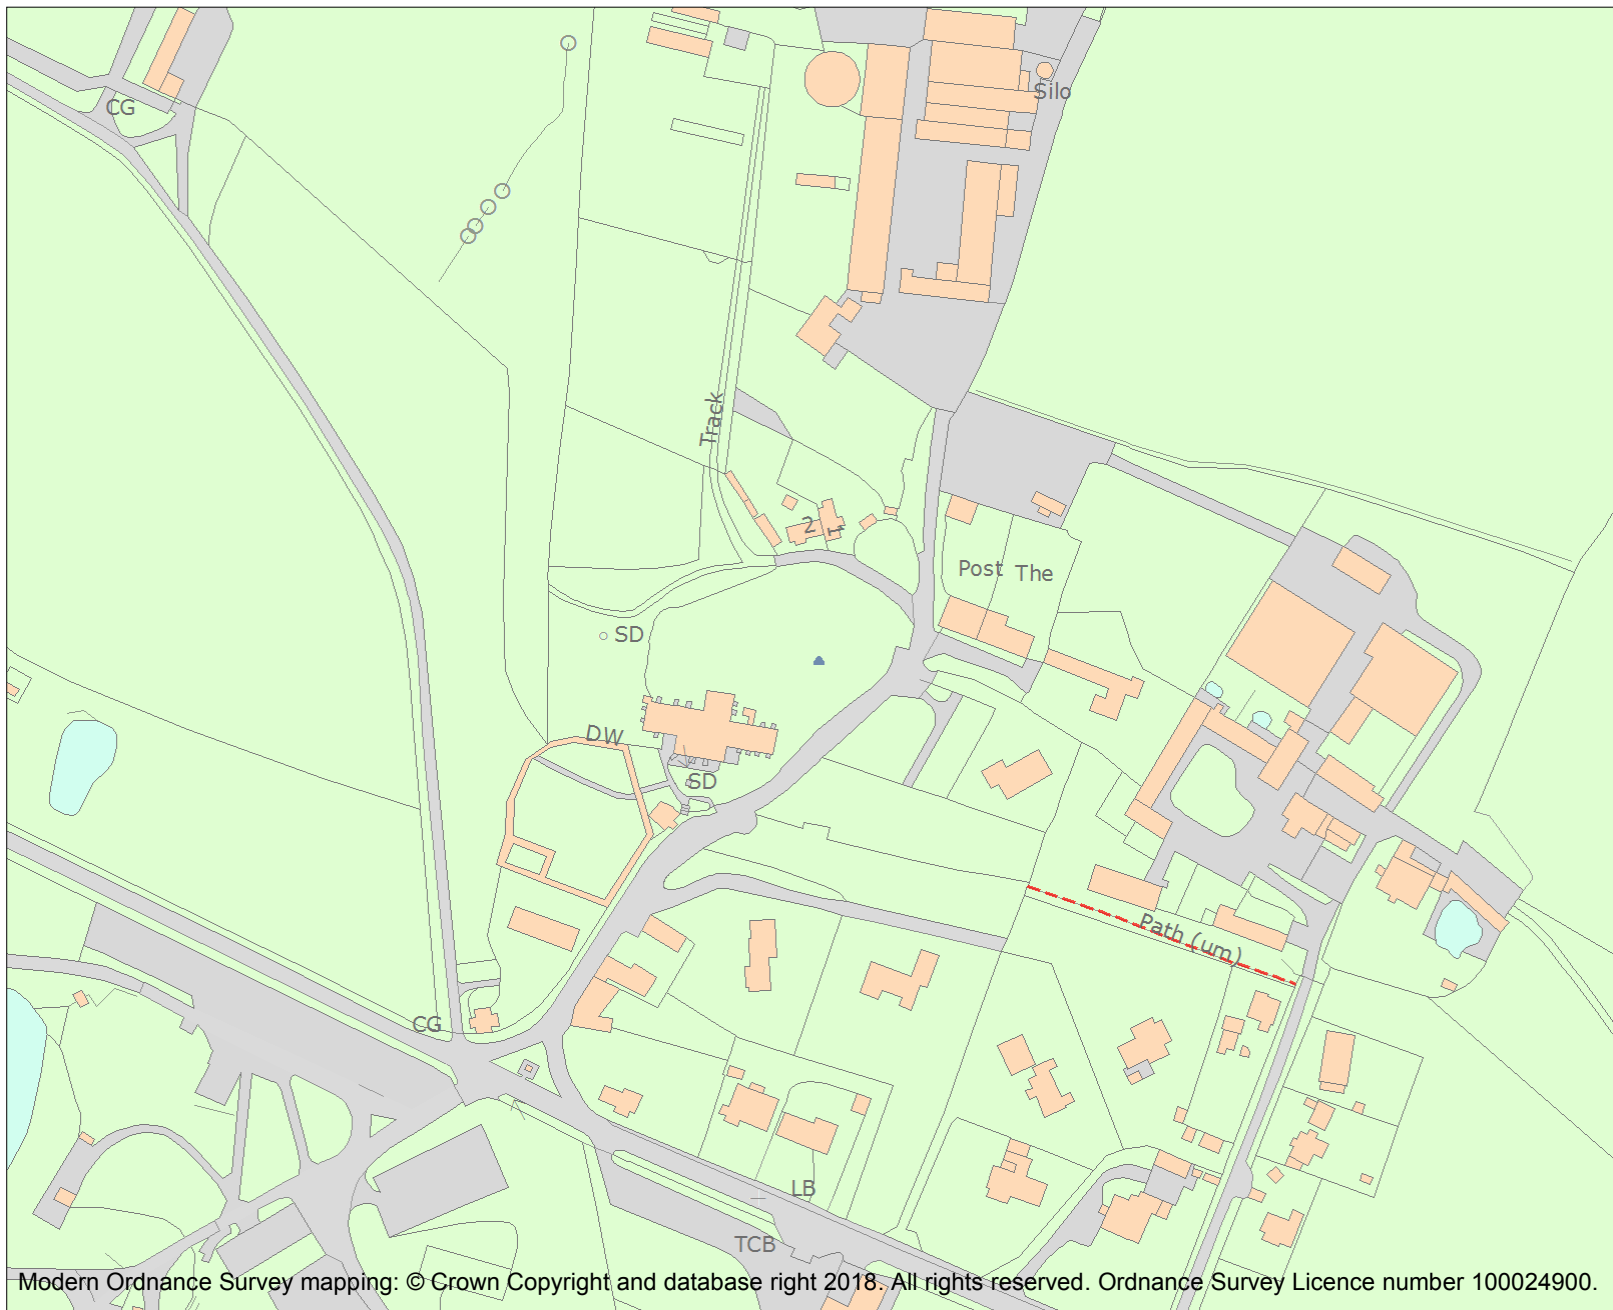 Silo
CG
Track
2
1
Post
The
SD
DW
SD
Path (um)
CG
LB
TCB
Modern Ordnance Survey mapping: © Crown Copyright and database right 2018. All rights reserved. Ordnance Survey Licence number 100024900.